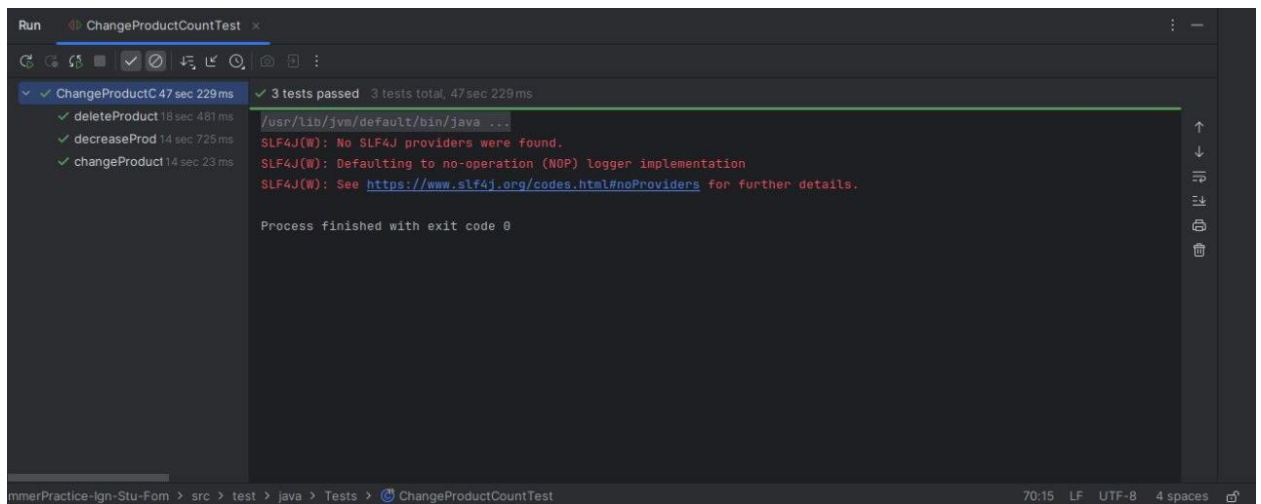 Run ChangeProductCountTest ×
ChangeProductC 47 sec 229 ms
✓ 3 tests passed 3 tests total, 47 sec 229 ms
deleteProduct 18 sec 481 ms
decreaseProd 14 sec 725 ms
changeProduct 14 sec 23 ms
/usr/lib/jvm/default/bin/java ...
SLF4J(W): No SLF4J providers were found.
SLF4J(W): Defaulting to no-operation (NOP) logger implementation
SLF4J(W): See https://www.slf4j.org/codes.html#noProviders for further details.
Process finished with exit code 0
mmerPractice-Ign-Stu-Fom > src > test > java > Tests > ChangeProductCountTest 70:15 LF UTF-8 4 spaces